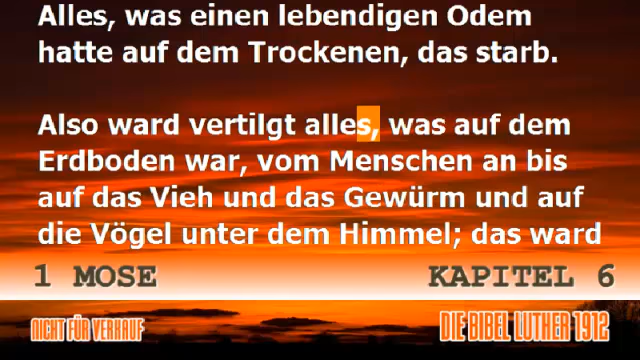 Alles, was einen lebendigen Odem
hatte auf dem Trockenen, das starb.
Also ward vertilgt alles, was auf dem
Erdboden war, vom Menschen an bis
auf das Vieh und das Gewürm und auf
die Vögel unter dem Himmel; das ward
1 MOSE KAPITEL 6
NICHT FÜR VERKAUF DIE BIBEL LUTHER 1912